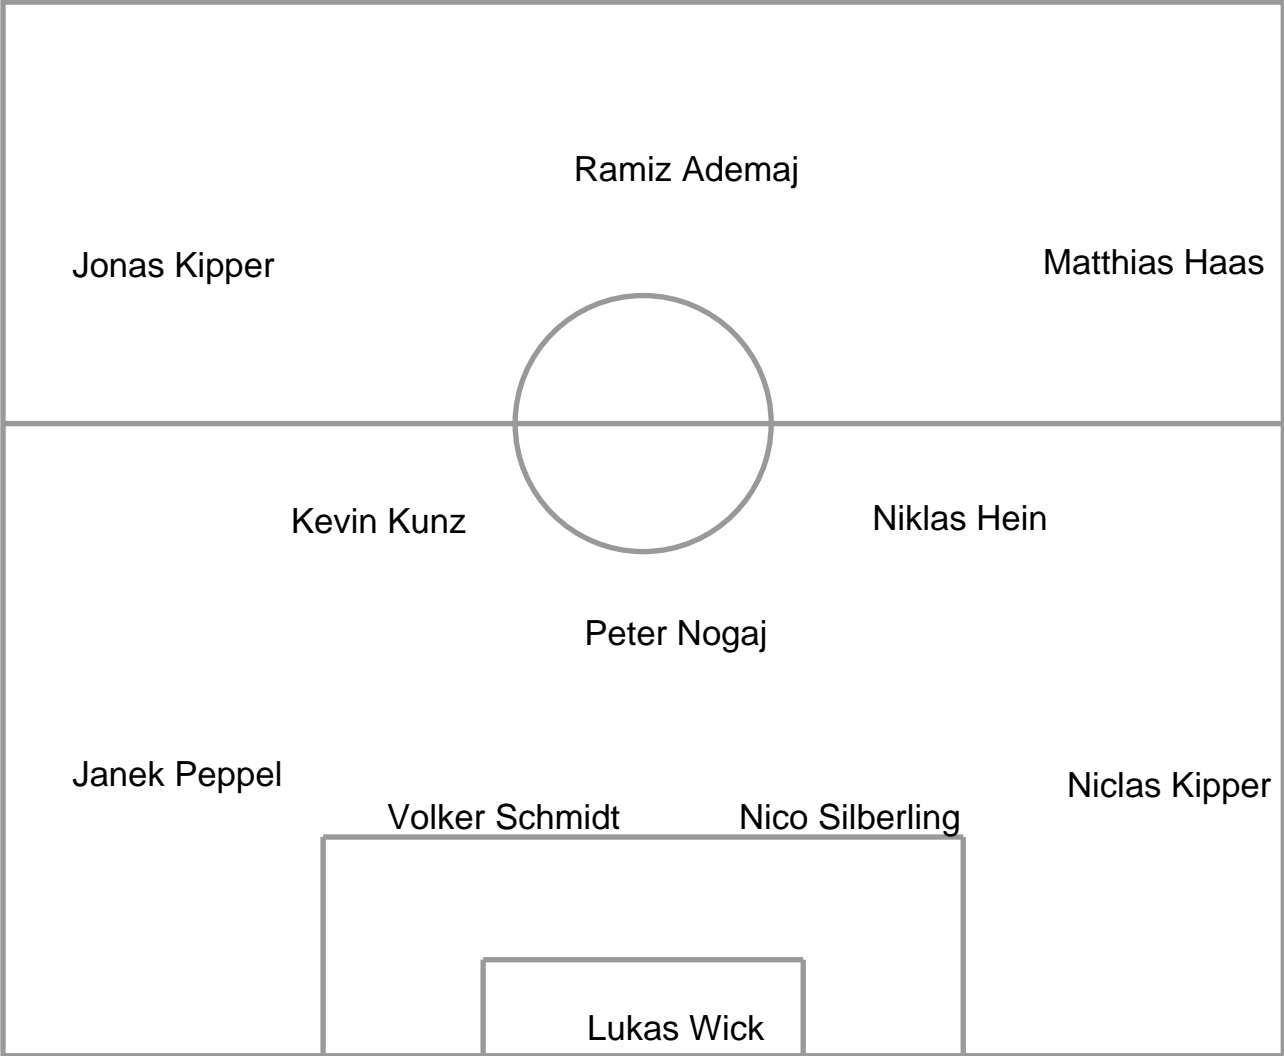 Ramiz Ademaj
Jonas Kipper
Matthias Haas
Kevin Kunz
Niklas Hein
Peter Nogaj
Janek Peppel
Niclas Kipper
Volker Schmidt
Nico Silberling
Lukas Wick